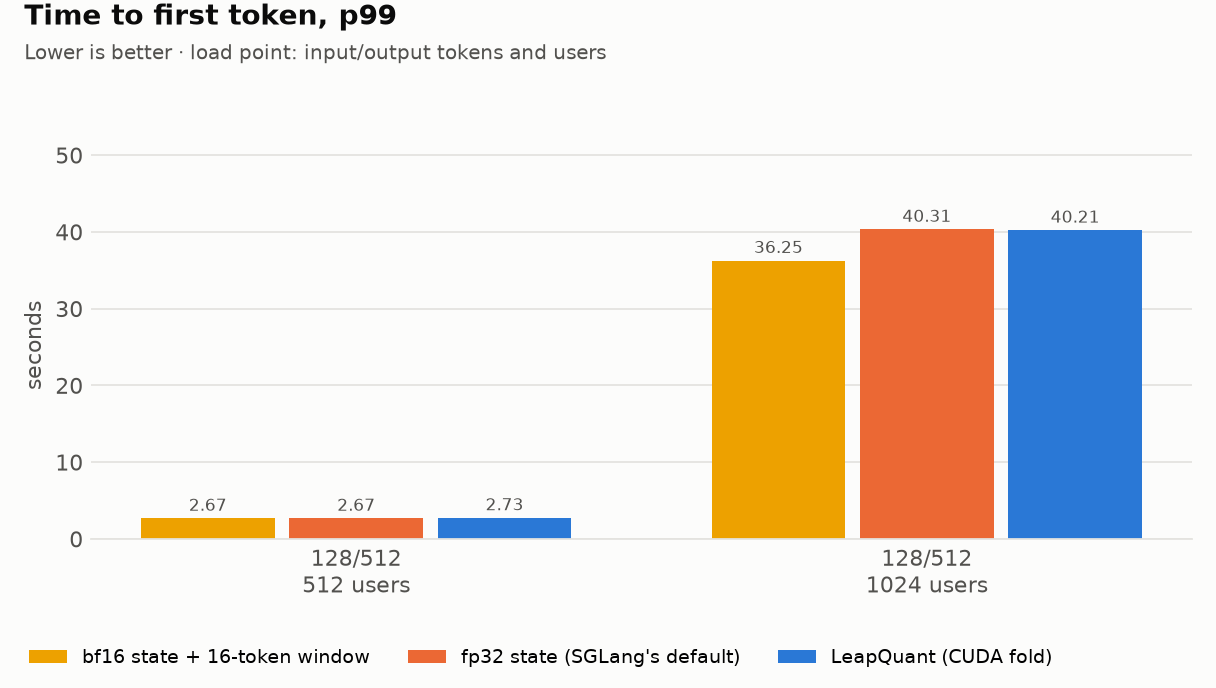 Time to first token, p99
Lower is better · load point: input/output tokens and users
seconds
50
40
30
20
10
0
2.67
2.67
2.73
36.25
40.31
40.21
128/512
512 users
128/512
1024 users
bf16 state + 16-token window
fp32 state (SGLang's default)
LeapQuant (CUDA fold)